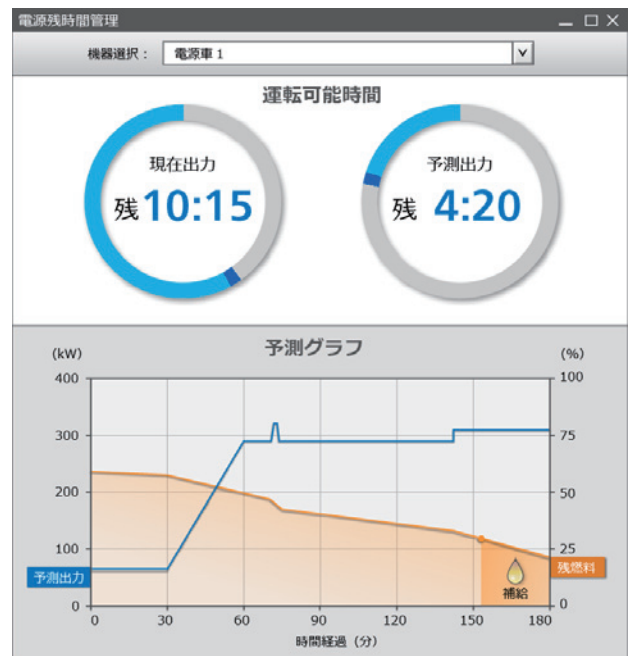 電源残時間管理
機器選択： 電源車 1
運転可能時間
現在出力
残 10:15
予測出力
残 4:20
予測グラフ
(kW)
(%)
400
300
200
100
0
100
75
50
25
0
予測出力
残燃料
補給
0 30 60 90 120 150 180
時間経過（分）